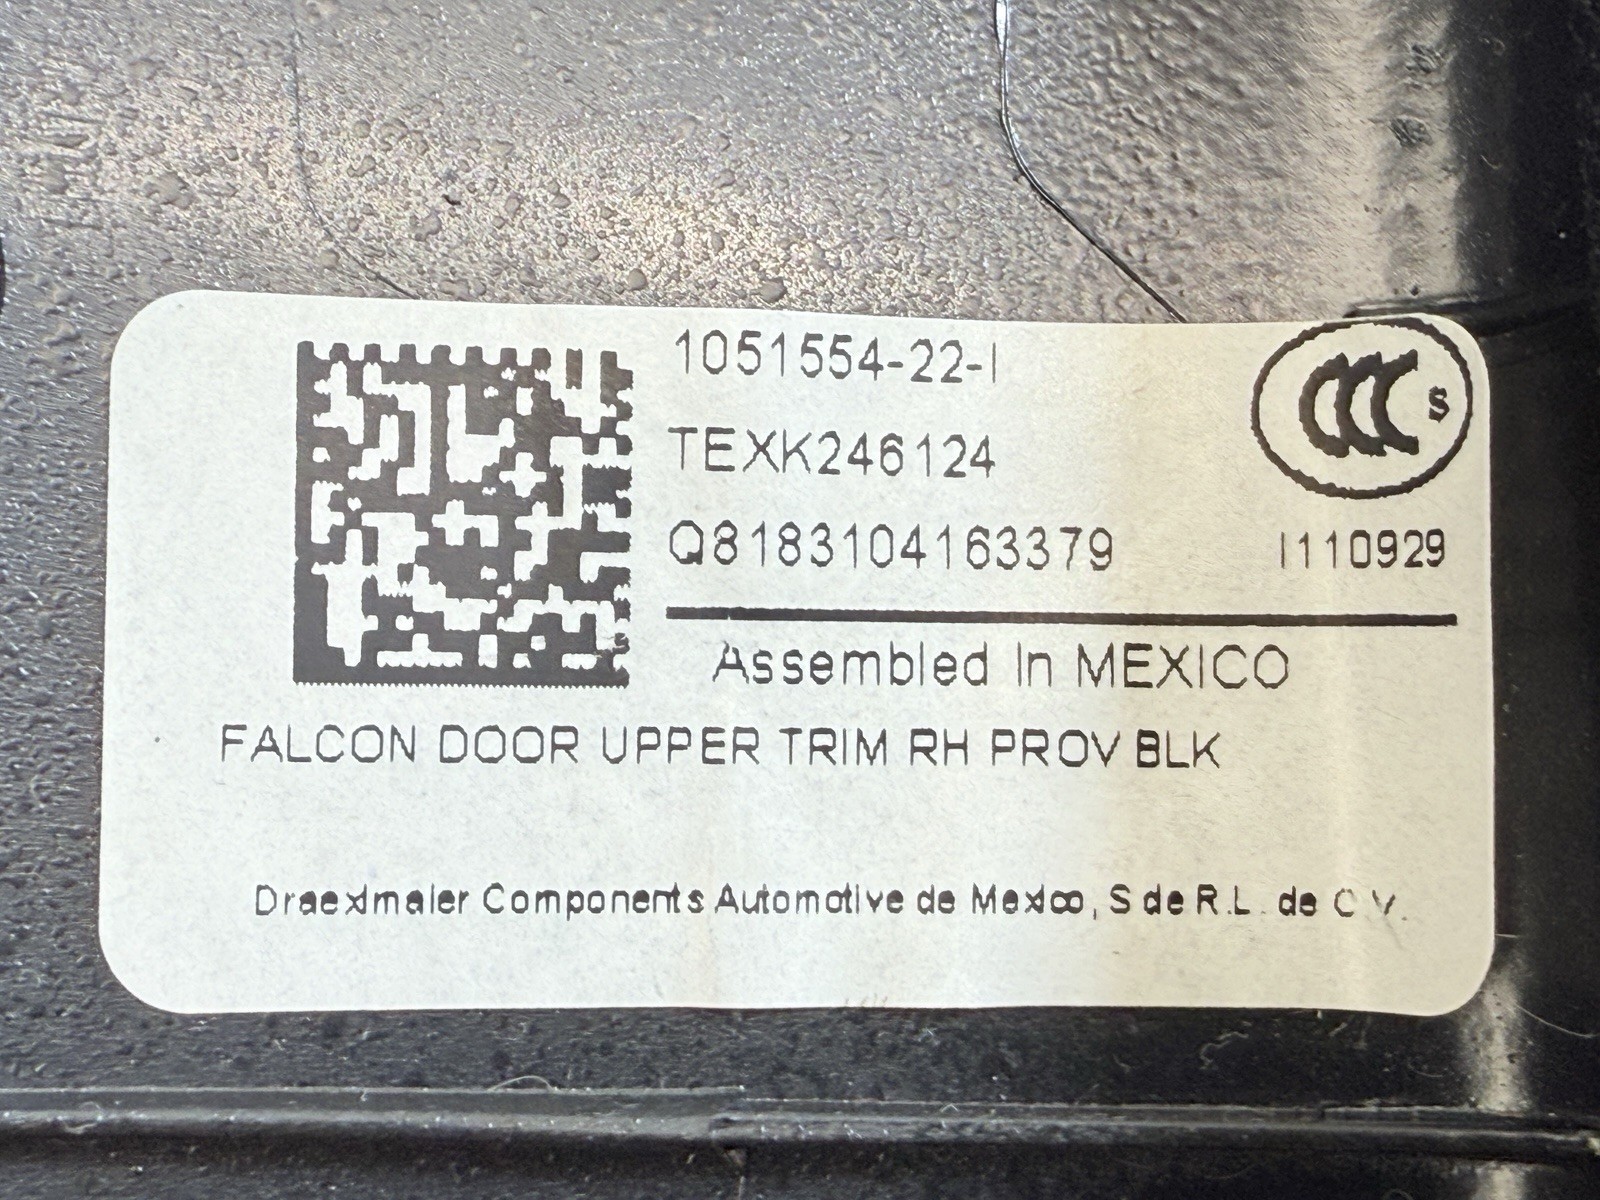 1051554-22-I
S
TEXK246124
Q8183104163379 I110929
Assembled In MEXICO
FALCON DOOR UPPER TRIM RH PROV BLK
Draexlmaier Components Automotive de Mexico, S de R.L. de C.V.